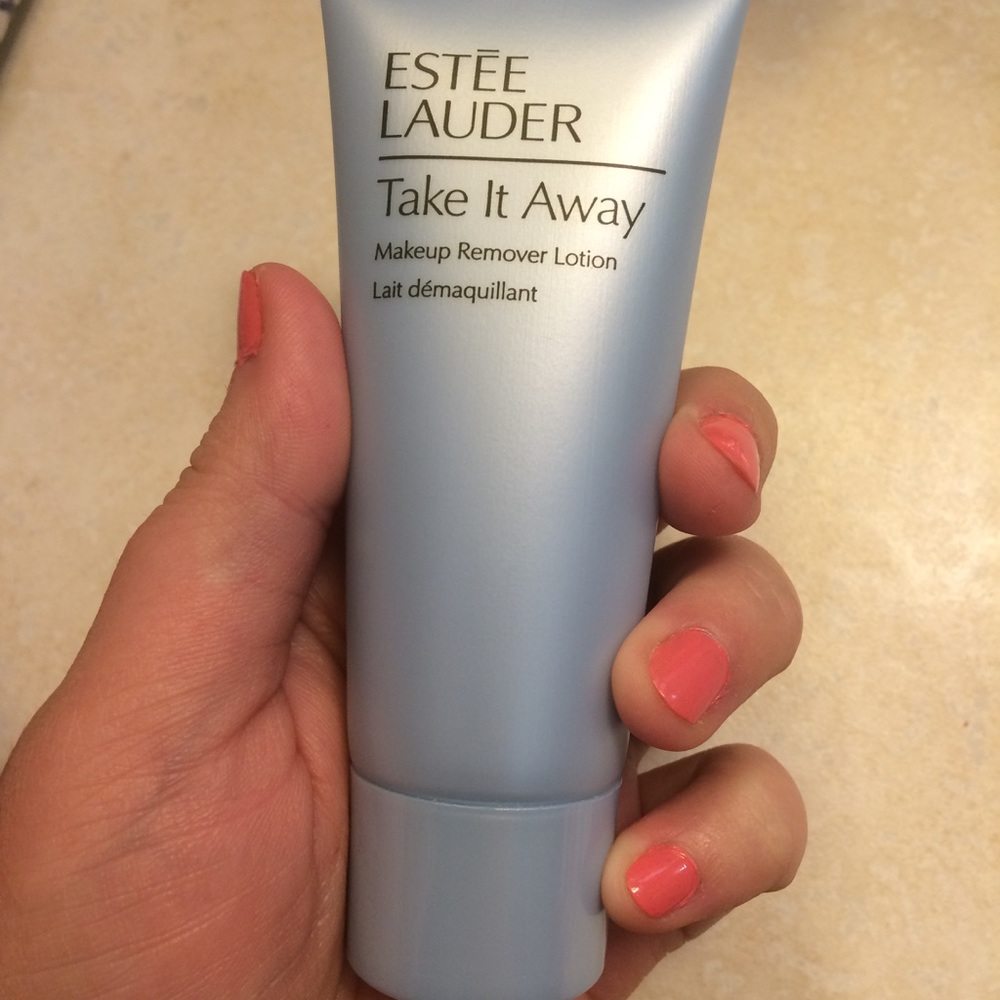 ESTĒE
LAUDER
Take It Away
Makeup Remover Lotion
Lait démaquillant